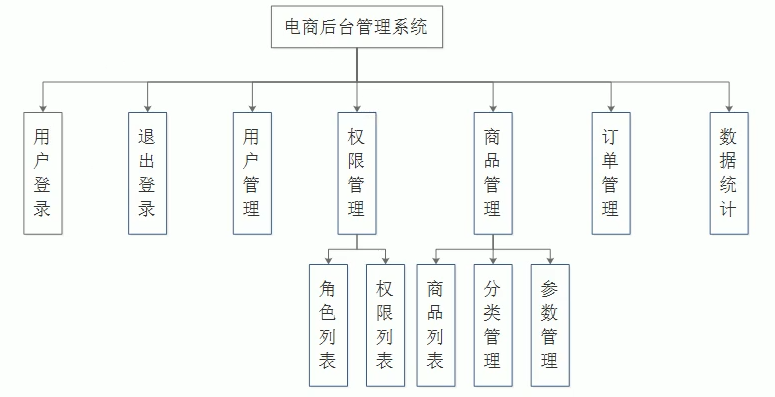 电商后台管理系统
用户登录
退出登录
用户管理
权限管理
商品管理
订单管理
数据统计
角色列表
权限列表
商品列表
分类管理
参数管理